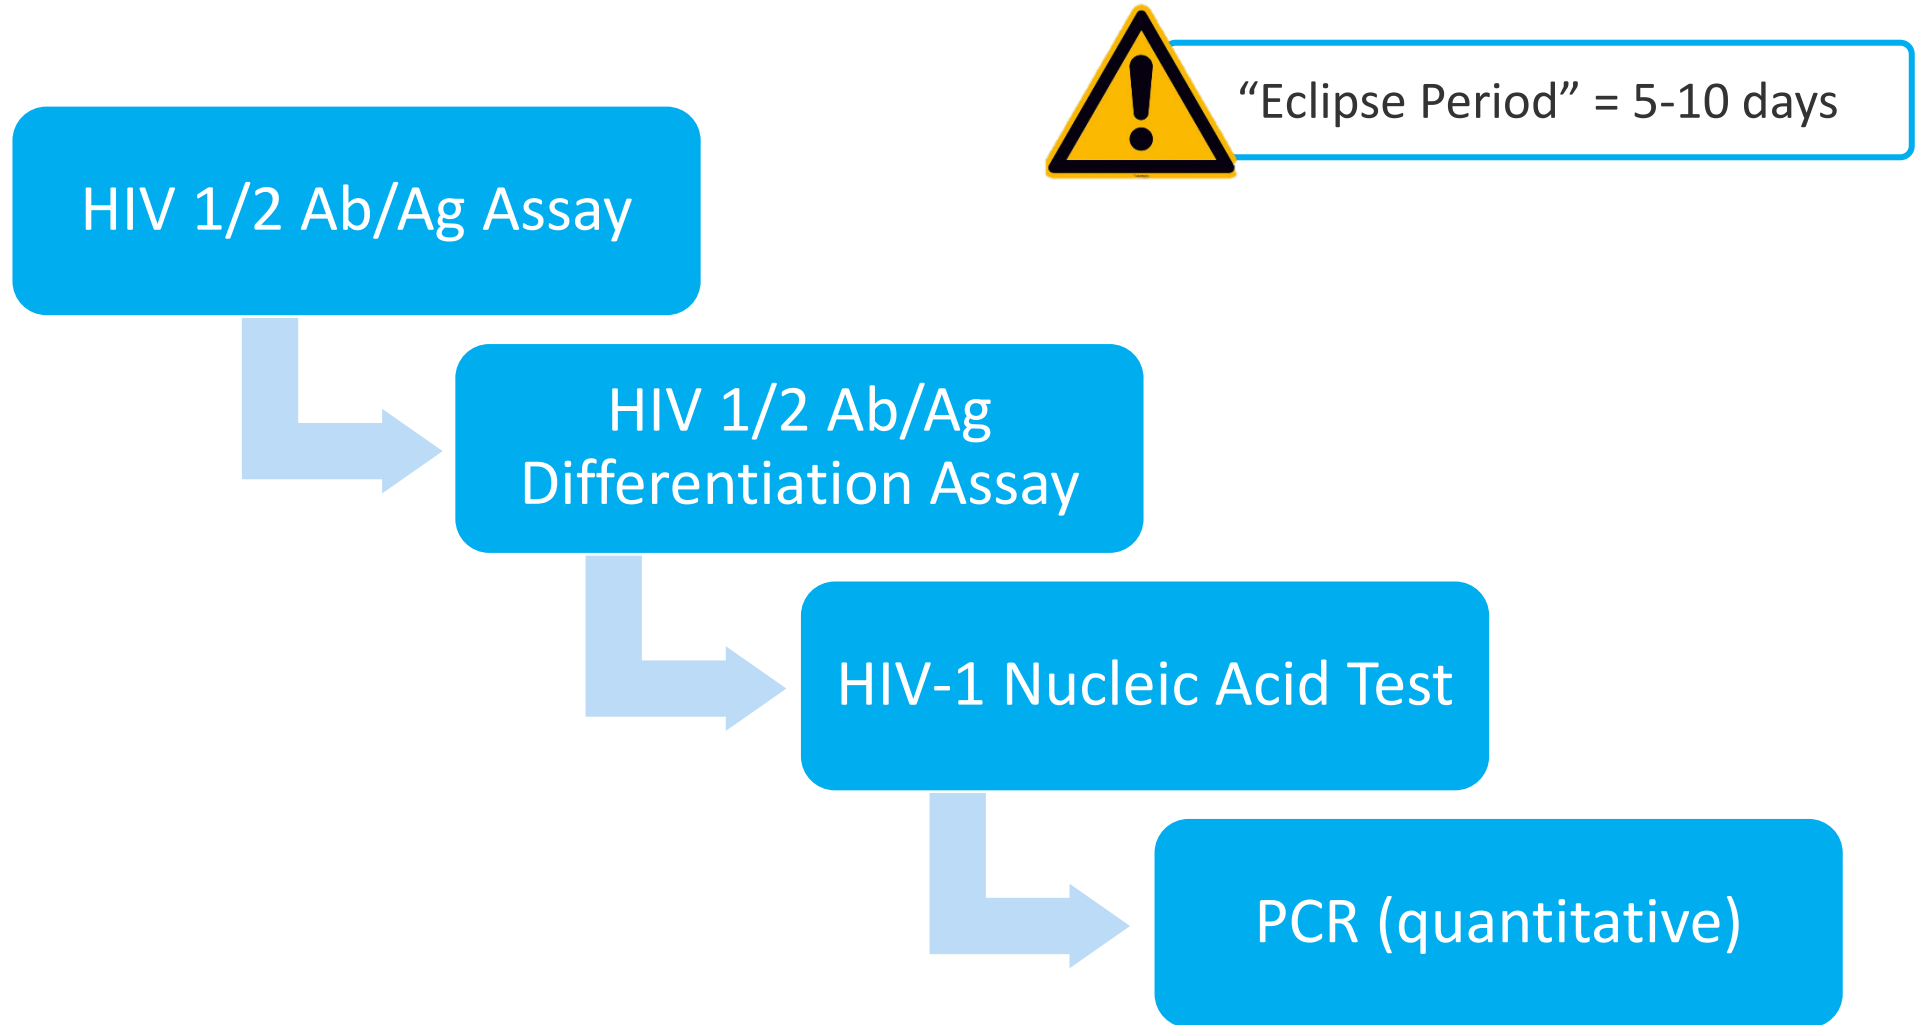 “Eclipse Period” = 5-10 days
HIV 1/2 Ab/Ag Assay
HIV 1/2 Ab/Ag
Differentiation Assay
HIV-1 Nucleic Acid Test
PCR (quantitative)